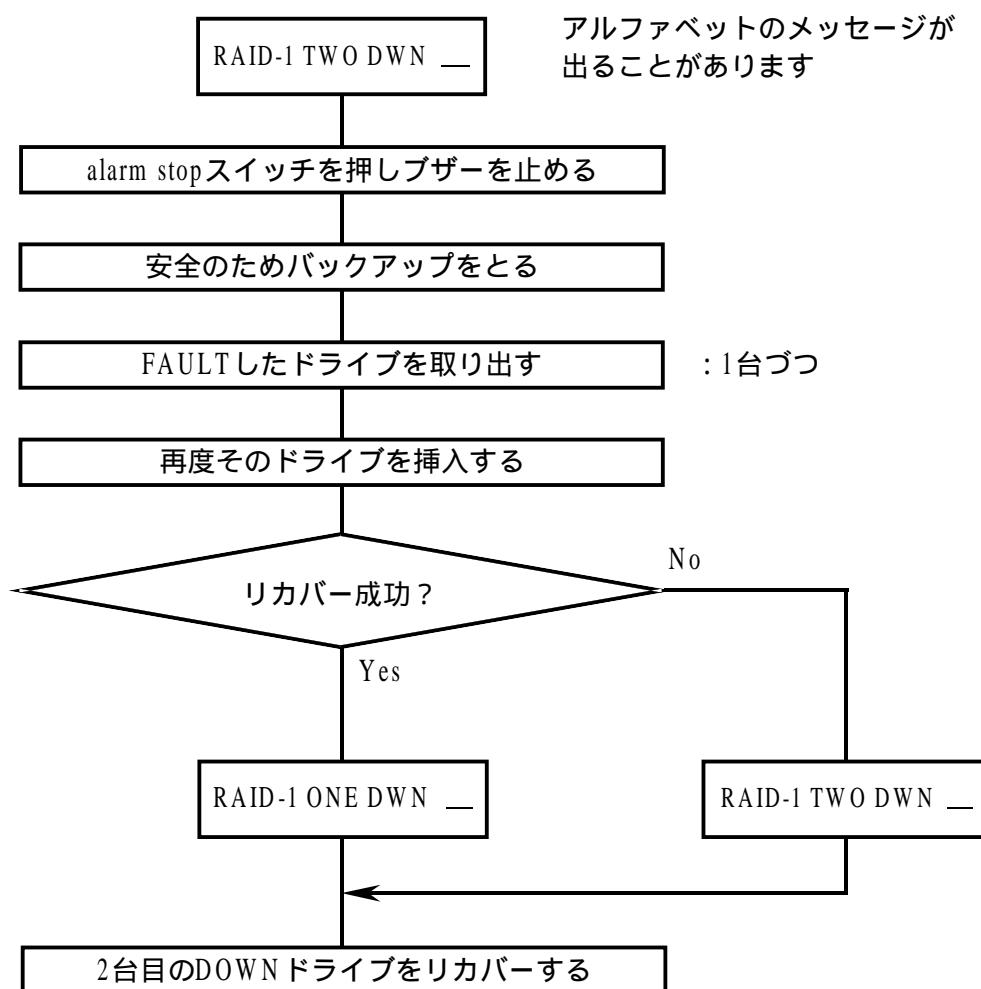 RAID-1 TWO DWN __
アルファベットのメッセージが
出ることがあります
alarm stopスイッチを押しブザーを止める
安全のためバックアップをとる
FAULTしたドライブを取り出す
：1台づつ
再度そのドライブを挿入する
リカバー成功？
No
Yes
RAID-1 ONE DWN __
RAID-1 TWO DWN __
2台目のDOWNドライブをリカバーする